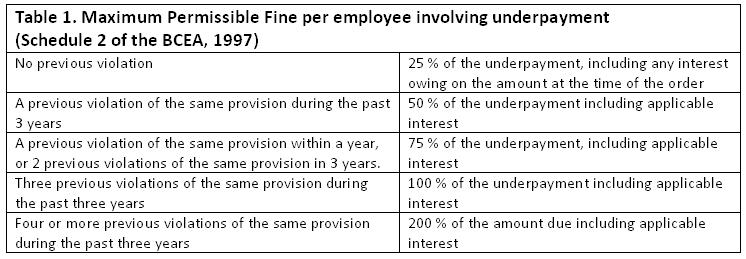 Table 1. Maximum Permissible Fine per employee involving underpayment
(Schedule 2 of the BCEA, 1997)
No previous violation
25 % of the underpayment, including any interest
owing on the amount at the time of the order
A previous violation of the same provision during the past
3 years
50 % of the underpayment including applicable
interest
A previous violation of the same provision within a year,
or 2 previous violations of the same provision in 3 years.
75 % of the underpayment, including applicable
interest
Three previous violations of the same provision during
the past three years
100 % of the underpayment including applicable
interest
Four or more previous violations of the same provision
during the past three years
200 % of the amount due including applicable
interest